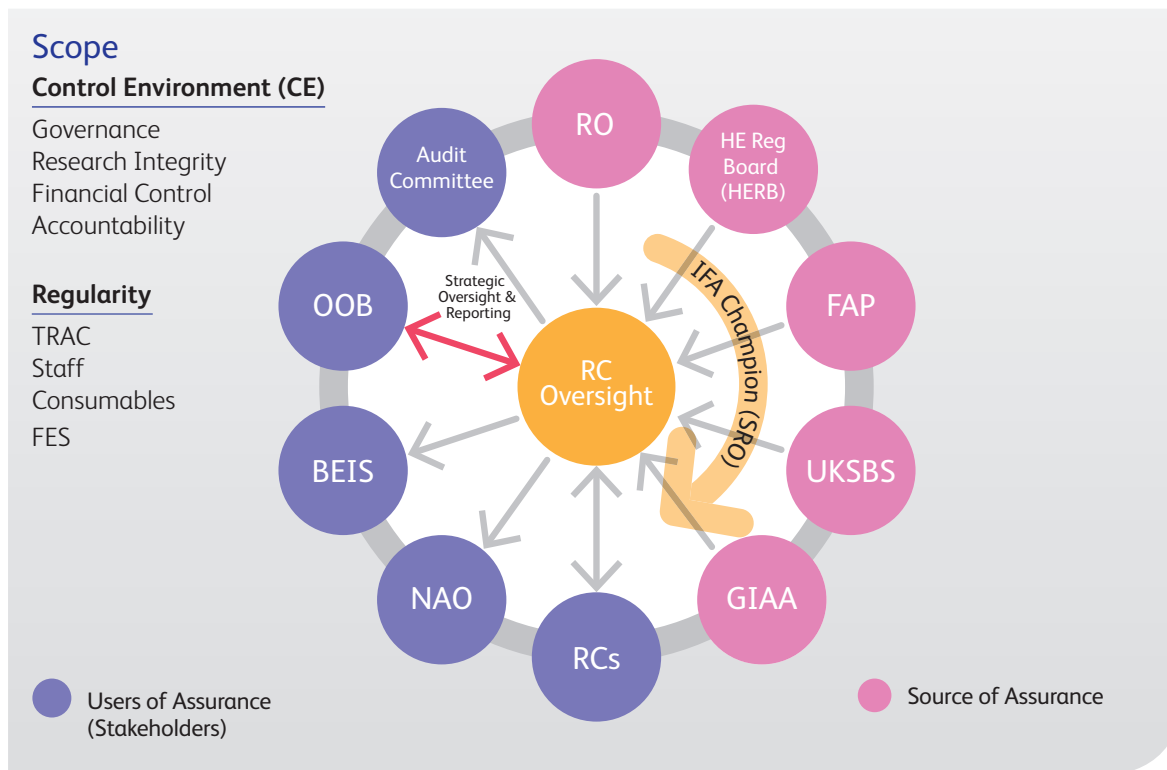 Scope
Control Environment (CE)
Governance
Research Integrity
Financial Control
Accountability
Regularity
TRAC
Staff
Consumables
FES
RO
HE Reg
Board
(HERB)
FAP
UKSBS
GIAA
RCs
NAO
BEIS
OOB
Audit
Committee
Strategic
Oversight &
Reporting
RC
Oversight
IFA Champion (SRO)
Users of Assurance
(Stakeholders)
Source of Assurance